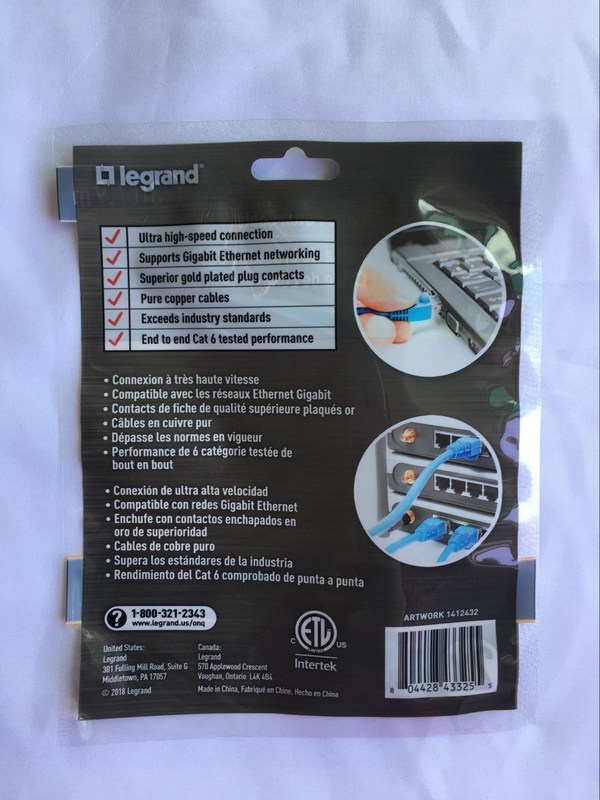 legrand®
Ultra high-speed connection
Supports Gigabit Ethernet networking
Superior gold plated plug contacts
Pure copper cables
Exceeds industry standards
End to end Cat 6 tested performance
• Connexion à très haute vitesse
• Compatible avec les réseaux Ethernet Gigabit
• Contacts de fiche de qualité supérieure plaqués or
• Câbles en cuivre pur
• Dépasse les normes en vigueur
• Performance de 6 catégorie testée de
bout en bout
• Conexión de ultra alta velocidad
• Compatible con redes Gigabit Ethernet
• Enchufe con contactos enchapados en
oro de superioridad
• Cables de cobre puro
• Supera los estándares de la industria
• Rendimiento del Cat 6 comprobado de punta a punta
? 1-800-321-2343
www.legrand.us/onq
United States:
Legrand
301 Fulling Mill Road, Suite G
Middletown, PA 17057
© 2018 Legrand
Canada:
Legrand
570 Applewood Crescent
Vaughan, Ontario L4K 4B4
Made in China, Fabriqué en Chine, Hecho en China
C ETL US
LISTED
Intertek
ARTWORK 1412432
8 04428 43325 5